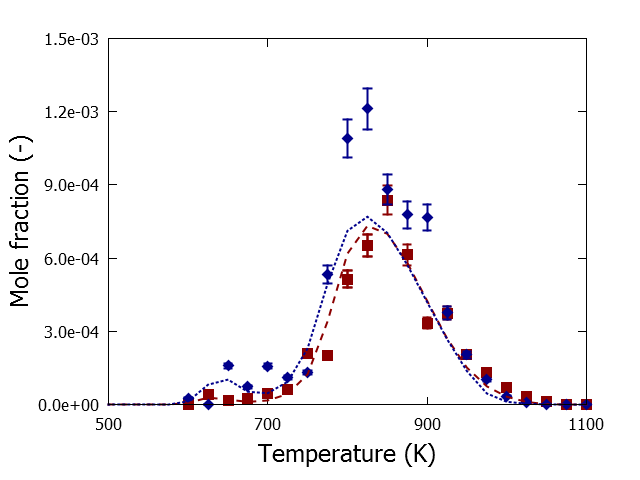 1.5e-03
1.2e-03
9.0e-04
6.0e-04
3.0e-04
0.0e+00
Mole fraction (-)
500 700 900 1100
Temperature (K)